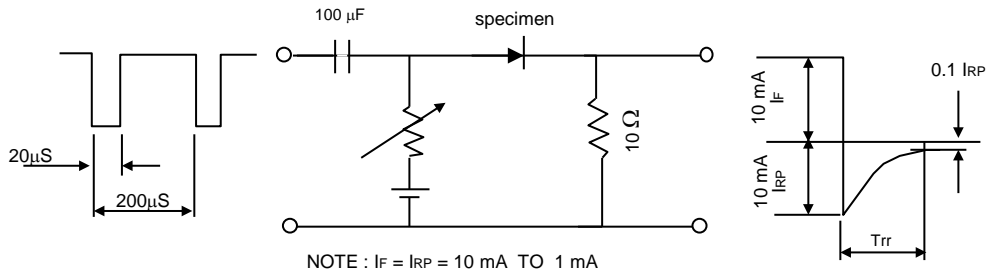 100 μF
specimen
20μS
200μS
10 Ω
10 mA
IF
10 mA
IRP
0.1 IRP
Trr
NOTE : IF = IRP = 10 mA TO 1 mA